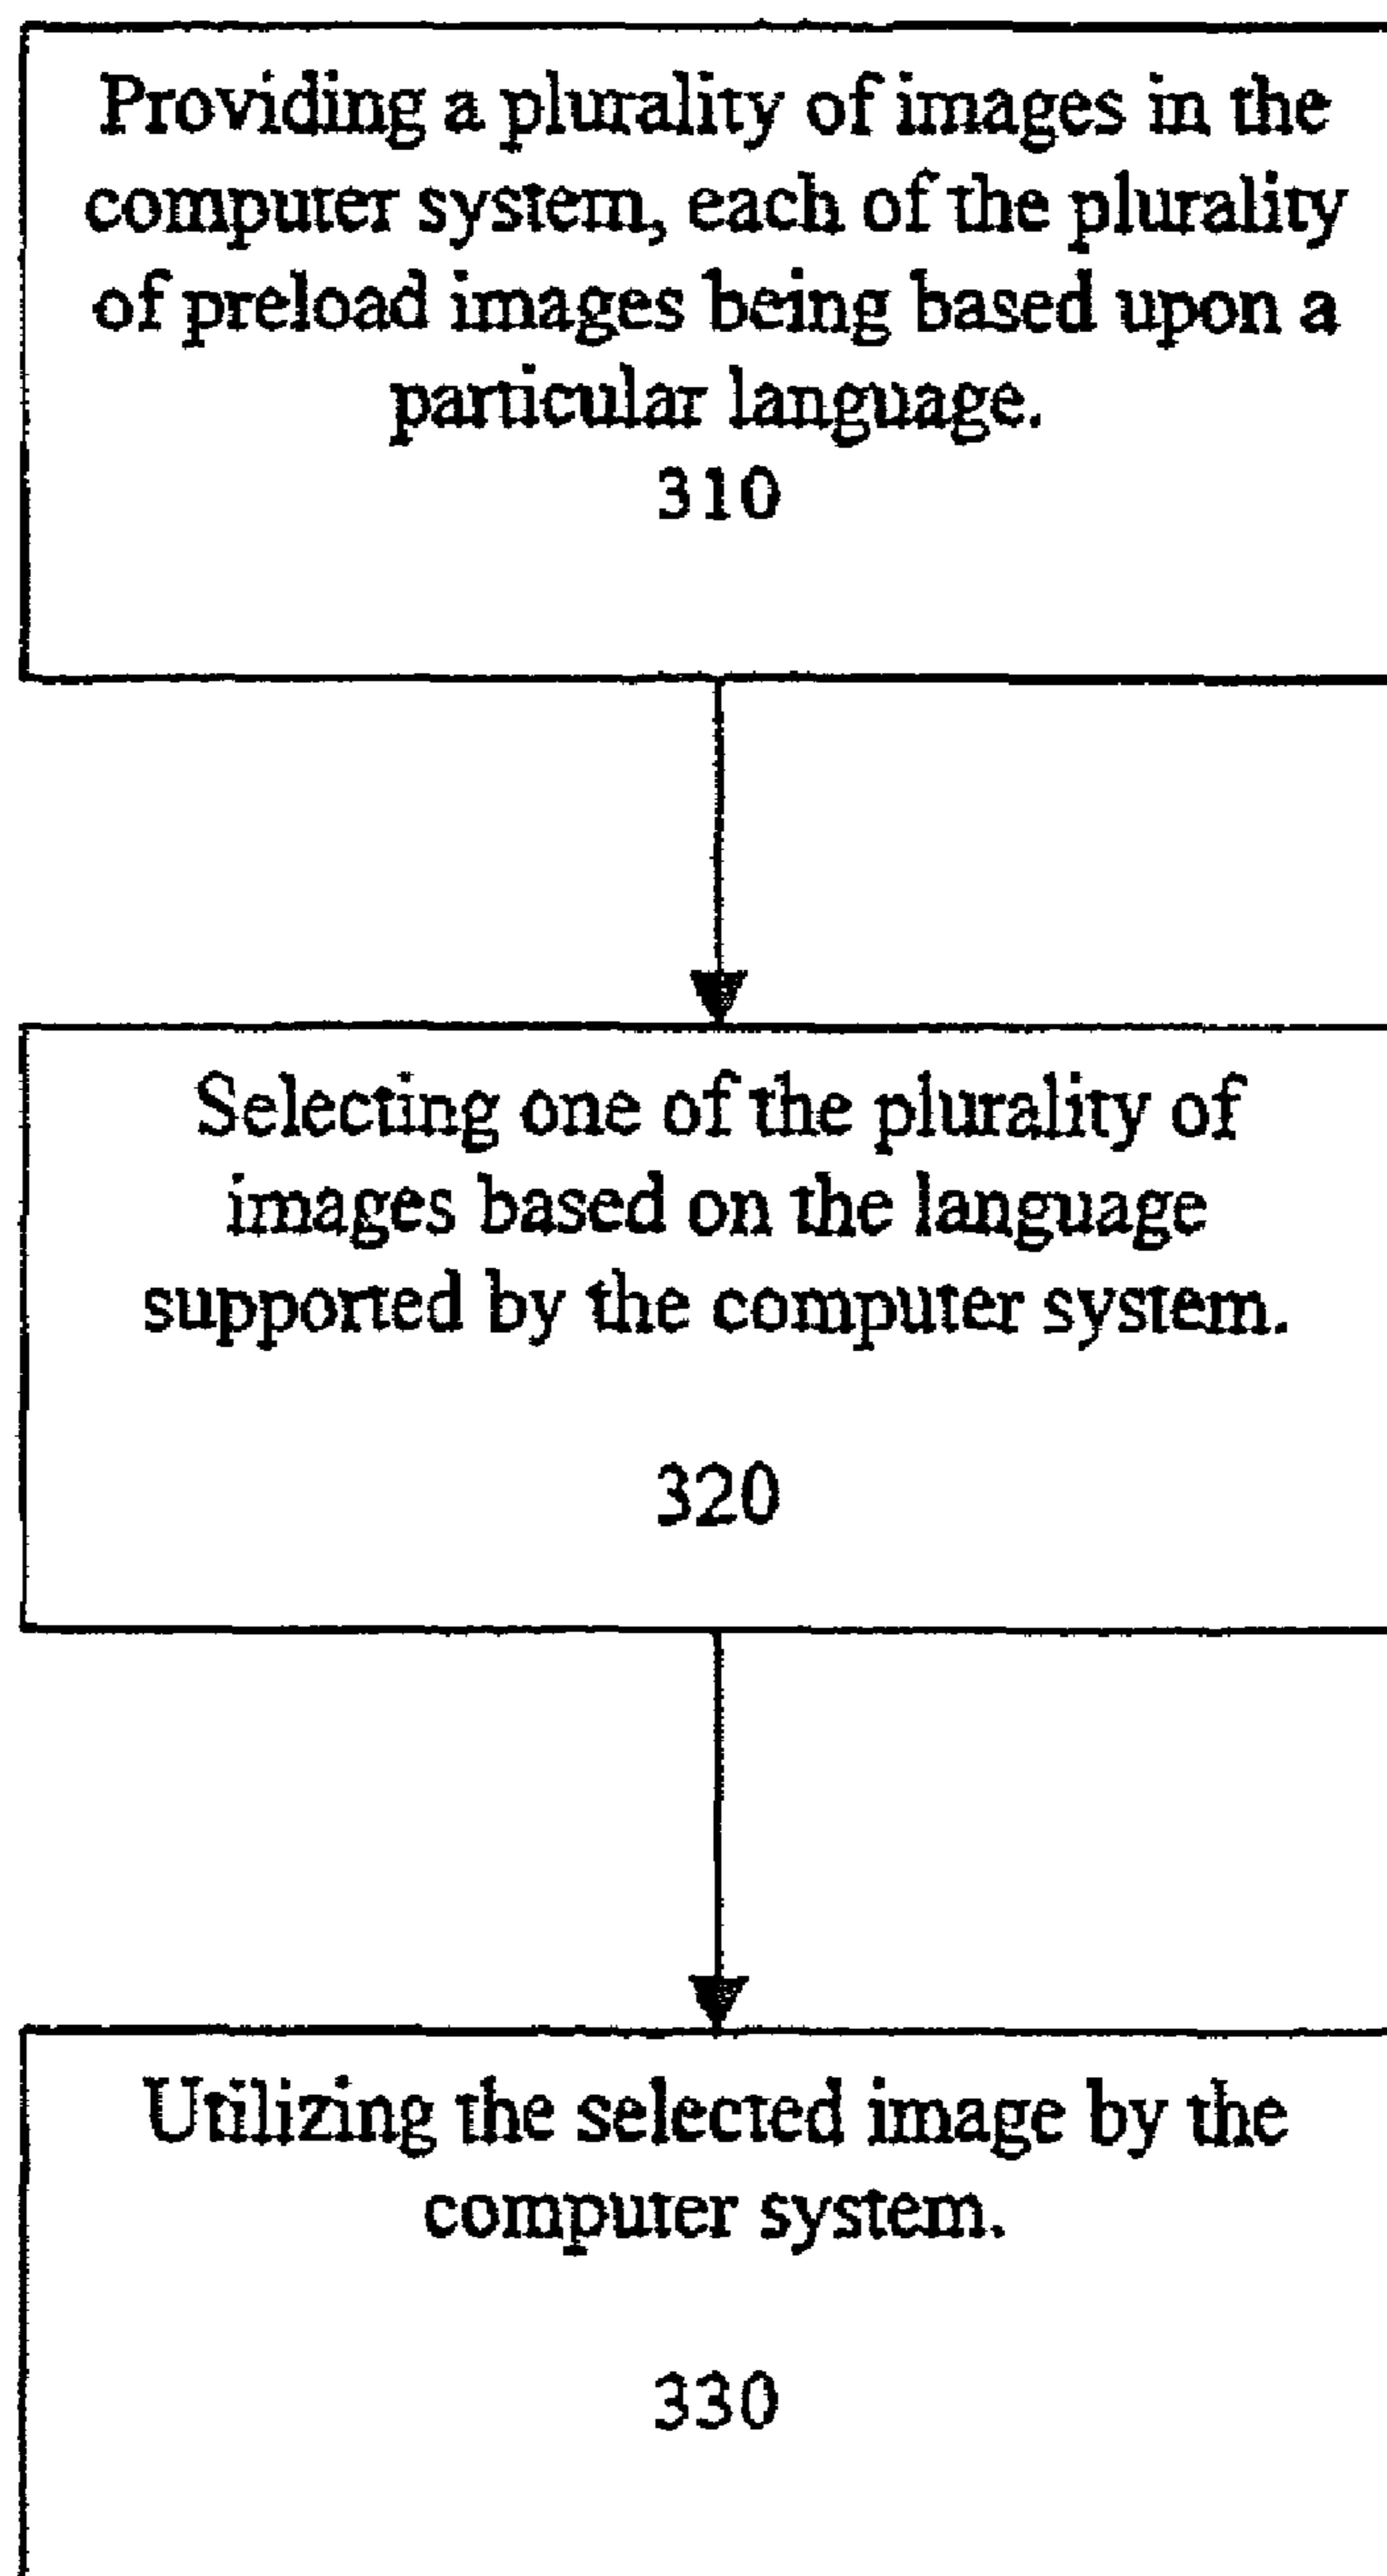 Providing a plurality of images in the
computer system, each of the plurality
of preload images being based upon a
particular language.
310
Selecting one of the plurality of
images based on the language
supported by the computer system.
320
Utilizing the selected image by the
computer system.
330